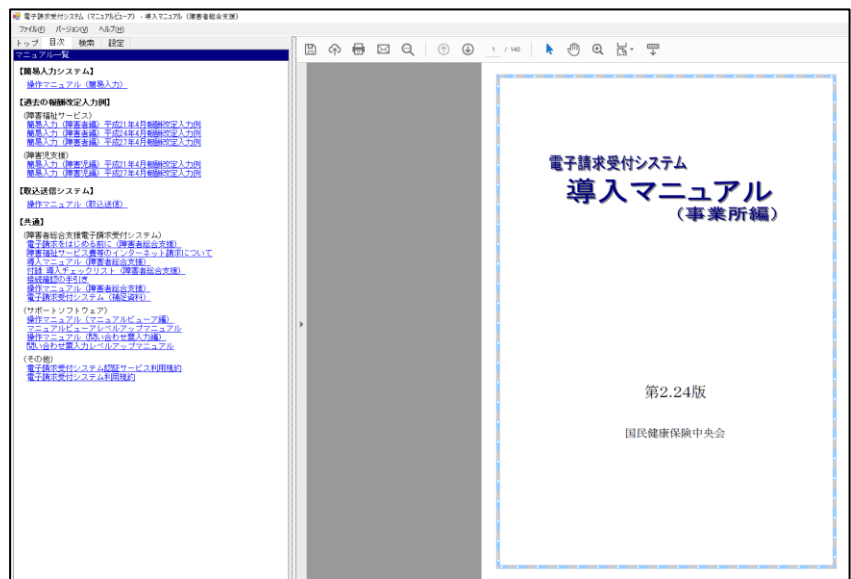 電子請求受付システム（マニュアルビューア） - 導入マニュアル（障害者総合支援）
ファイル(F) バージョン(V) ヘルプ(H)
トップ 目次 検索 設定
マニュアル一覧
【簡易入力システム】
操作マニュアル（簡易入力）
【過去の報酬改定入力例】
（障害福祉サービス）
簡易入力（障害者編）平成21年4月報酬改定入力例
簡易入力（障害者編）平成24年4月報酬改定入力例
簡易入力（障害者編）平成27年4月報酬改定入力例
（障害児支援）
簡易入力（障害児編）平成21年4月報酬改定入力例
簡易入力（障害児編）平成27年4月報酬改定入力例
【取込送信システム】
操作マニュアル（取込送信）
【共通】
（障害者総合支援電子請求受付システム）
電子請求をはじめる前に（障害者総合支援）
障害福祉サービス費等のインターネット請求について
導入マニュアル（障害者総合支援）
付録 導入チェックリスト（障害者総合支援）
接続確認の手引き
操作マニュアル（障害者総合支援）
電子請求受付システム（補足資料）
（サポートソフトウェア）
操作マニュアル（マニュアルビューア編）
マニュアルビューアレベルアップマニュアル
操作マニュアル（問い合わせ票入力編）
問い合わせ票入力レベルアップマニュアル
（その他）
電子請求受付システム認証サービス利用規約
電子請求受付システム利用規約
1 / 140
電子請求受付システム
導入マニュアル
（事業所編）
第2.24版
国民健康保険中央会